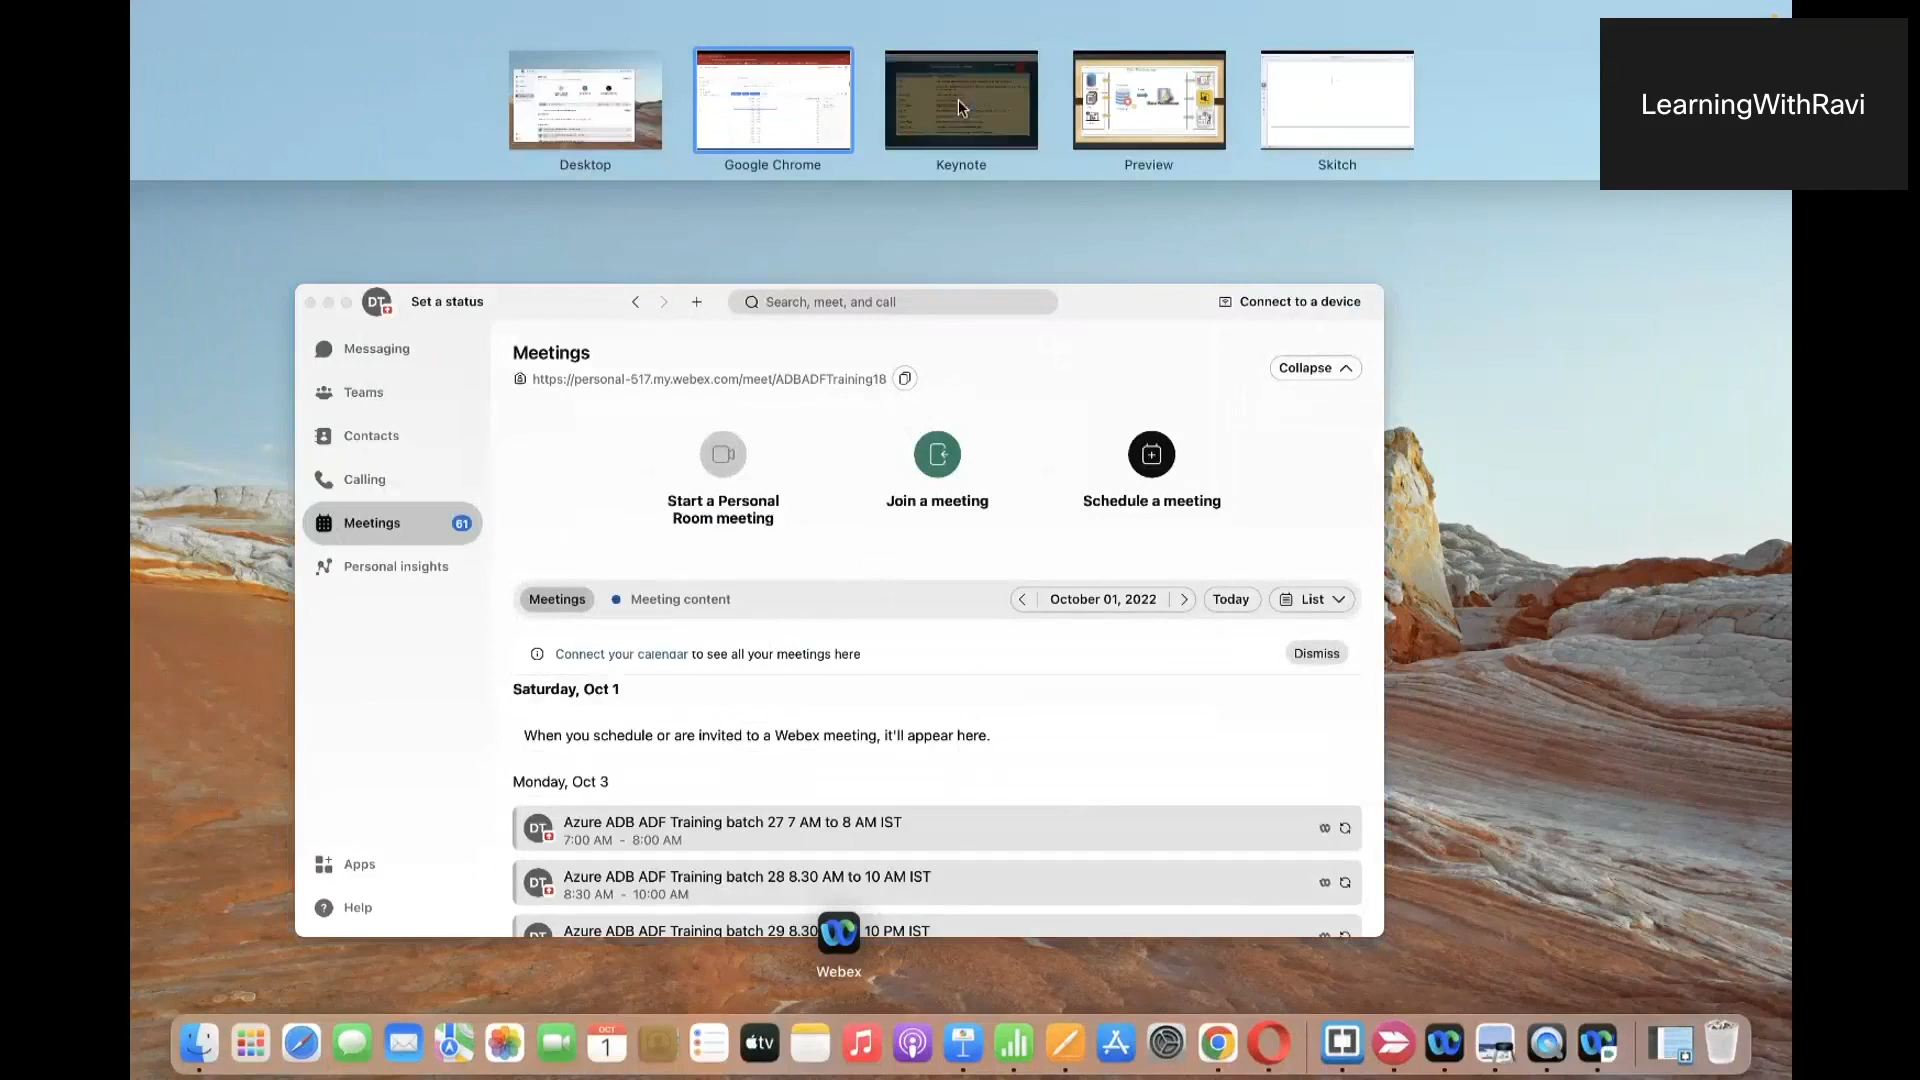 LearningWithRavi
Desktop
Google Chrome
Keynote
Preview
Skitch
DT
Set a status
Search, meet, and call
Connect to a device
Messaging
Teams
Contacts
Calling
Meetings
61
Personal insights
Apps
Help
Meetings
https://personal-517.my.webex.com/meet/ADBADFTraining18
Collapse
Start a Personal
Room meeting
Join a meeting
Schedule a meeting
Meetings
Meeting content
October 01, 2022
Today
List
Connect your calendar to see all your meetings here
Dismiss
Saturday, Oct 1
When you schedule or are invited to a Webex meeting, it'll appear here.
Monday, Oct 3
DT
Azure ADB ADF Training batch 27 7 AM to 8 AM IST
7:00 AM - 8:00 AM
DT
Azure ADB ADF Training batch 28 8.30 AM to 10 AM IST
8:30 AM - 10:00 AM
DT
Azure ADB ADF Training batch 29 8.30 10 PM IST
Webex
OCT
1
tv